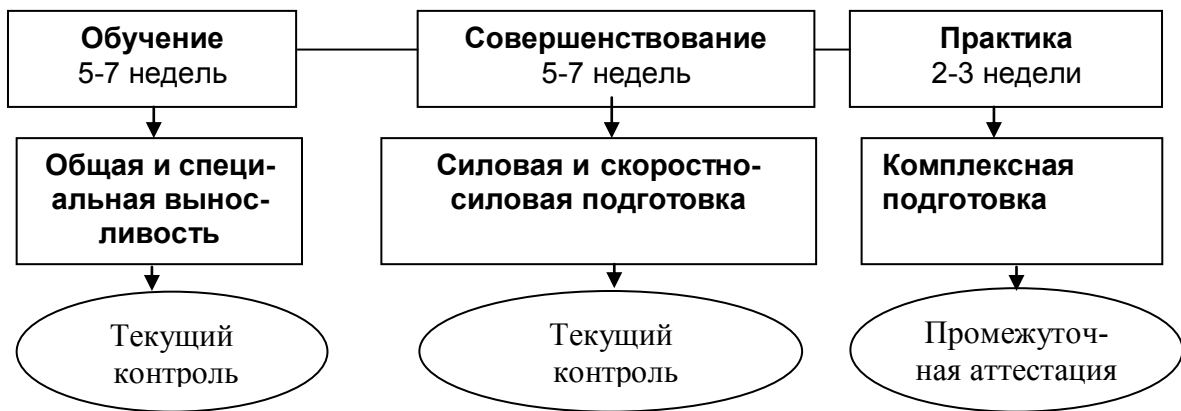 Обучение
5-7 недель
Совершенствование
5-7 недель
Практика
2-3 недели
Общая и специ-
альная вынос-
ливость
Силовая и скоростно-
силовая подготовка
Комплексная
подготовка
Текущий
контроль
Текущий
контроль
Промежуточ-
ная аттестация